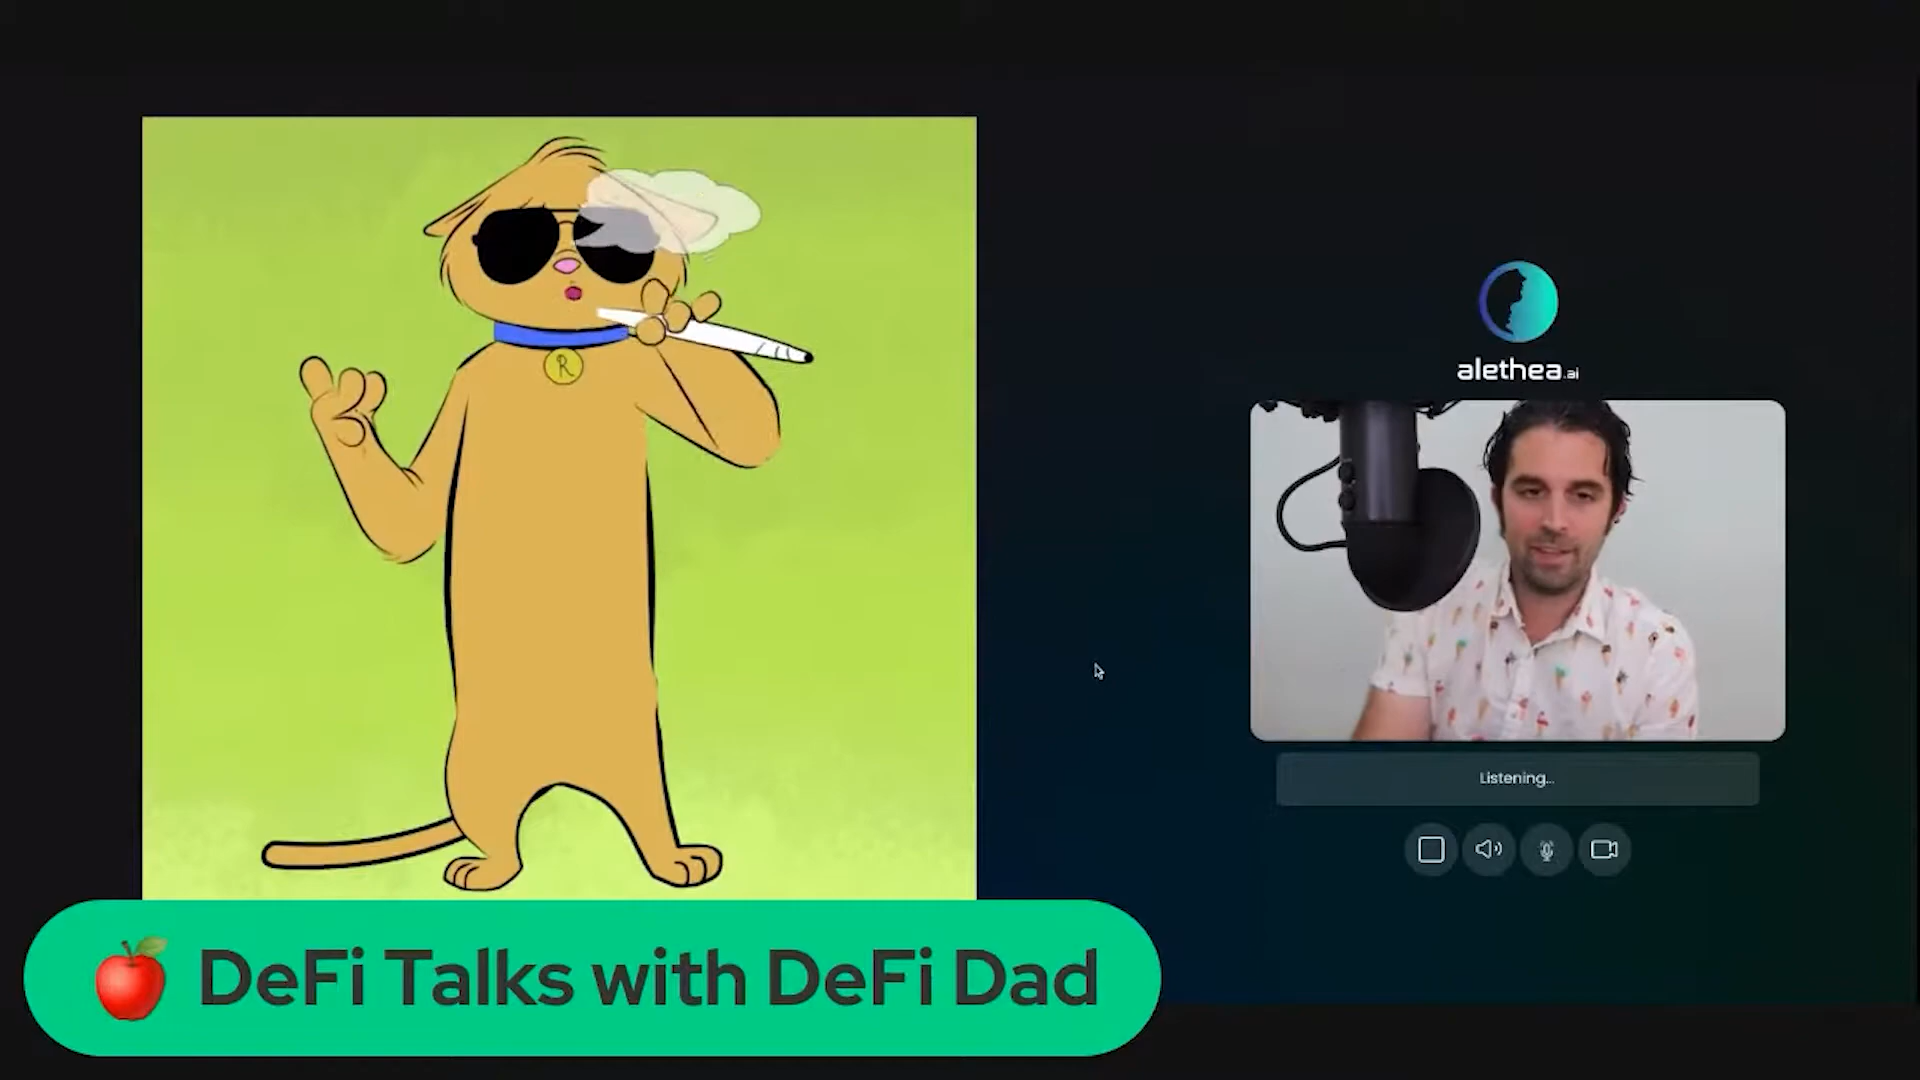 R
alethea.ai
Listening...
DeFi Talks with DeFi Dad